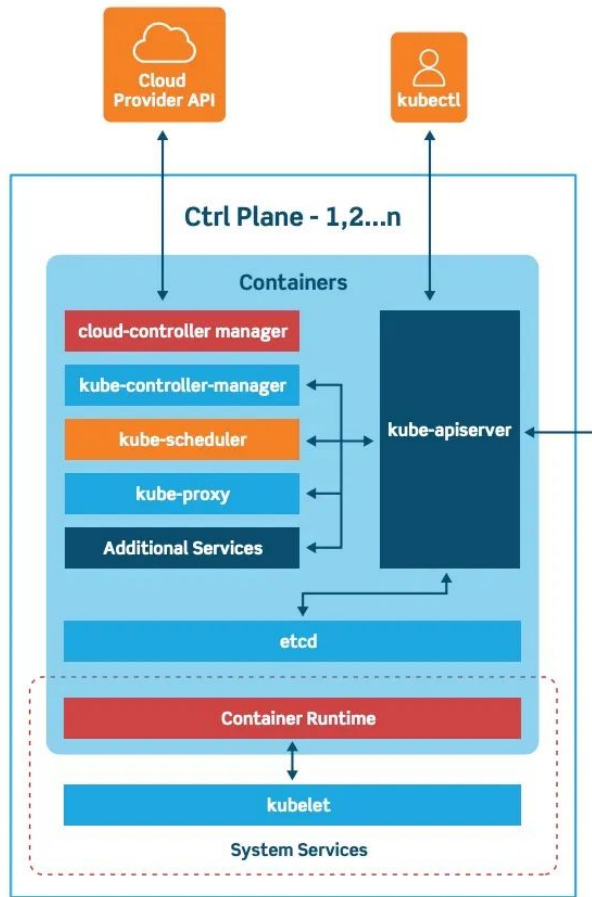 Cloud
Provider API
kubectl
Ctrl Plane - 1,2...n
Containers
cloud-controller manager
kube-controller-manager
kube-scheduler
kube-proxy
Additional Services
kube-apiserver
etcd
Container Runtime
kubelet
System Services